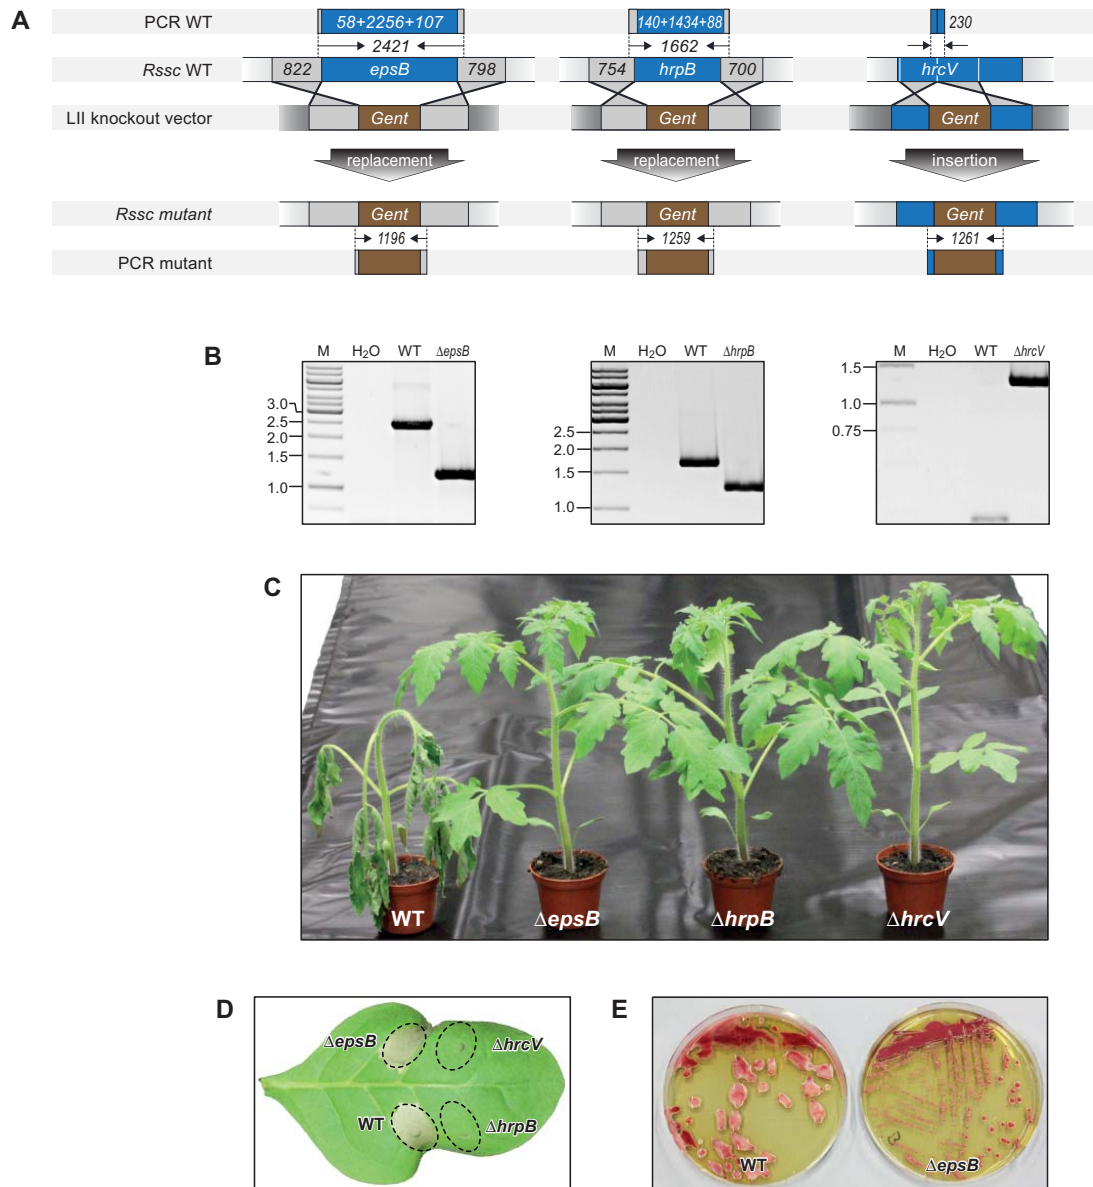 A
PCR WT
58+2256+107
140+1434+88
230
2421
1662
Rssc WT
822
epsB
798
754
hrpB
700
hrcV
LII knockout vector
Gent
Gent
Gent
replacement
replacement
insertion
Rssc mutant
Gent
Gent
Gent
1196
1259
1261
PCR mutant
B
M
H₂O
WT
ΔepsB
3.0
2.5
2.0
1.5
1.0
M
H₂O
WT
ΔhrpB
2.5
2.0
1.5
1.0
M
H₂O
WT
ΔhrcV
1.5
1.0
0.75
C
WT
ΔepsB
ΔhrpB
ΔhrcV
D
ΔepsB
ΔhrcV
WT
ΔhrpB
E
WT
ΔepsB